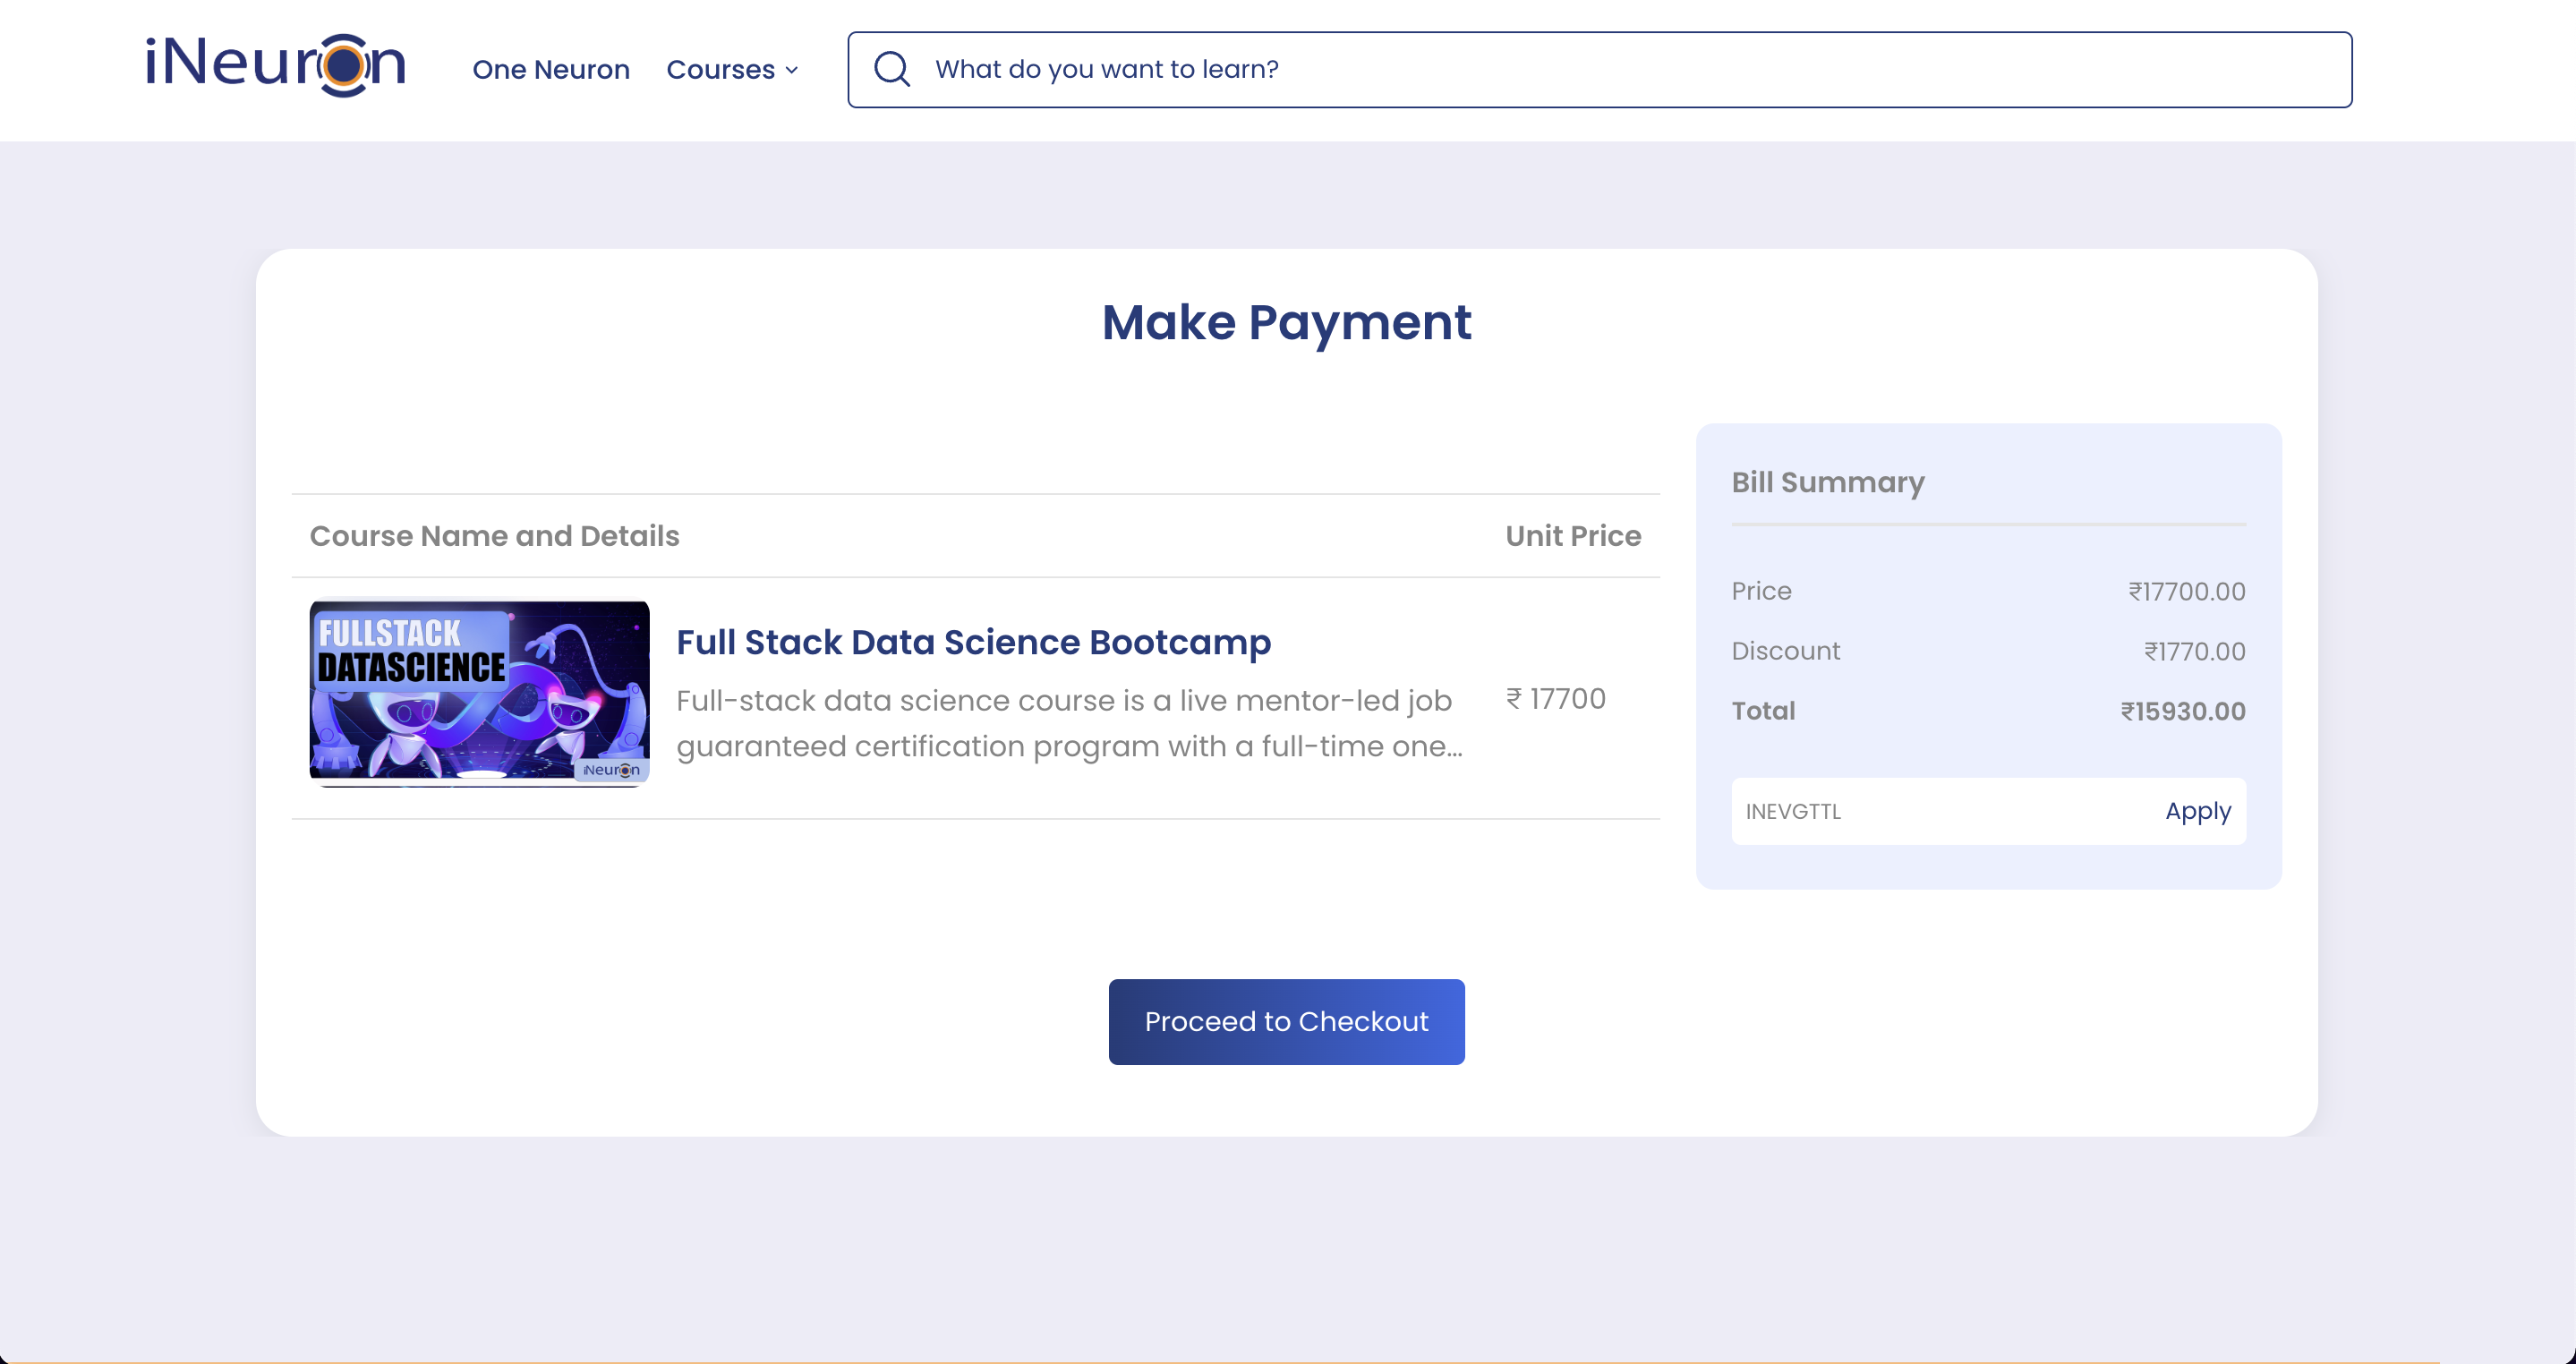 iNeuron
One Neuron
Courses
What do you want to learn?
Make Payment
Course Name and Details
Unit Price
FULLSTACK
DATASCIENCE
iNeuron
Full Stack Data Science Bootcamp
Full-stack data science course is a live mentor-led job
guaranteed certification program with a full-time one...
₹ 17700
Bill Summary
Price ₹17700.00
Discount ₹1770.00
Total ₹15930.00
INEVGTTL Apply
Proceed to Checkout